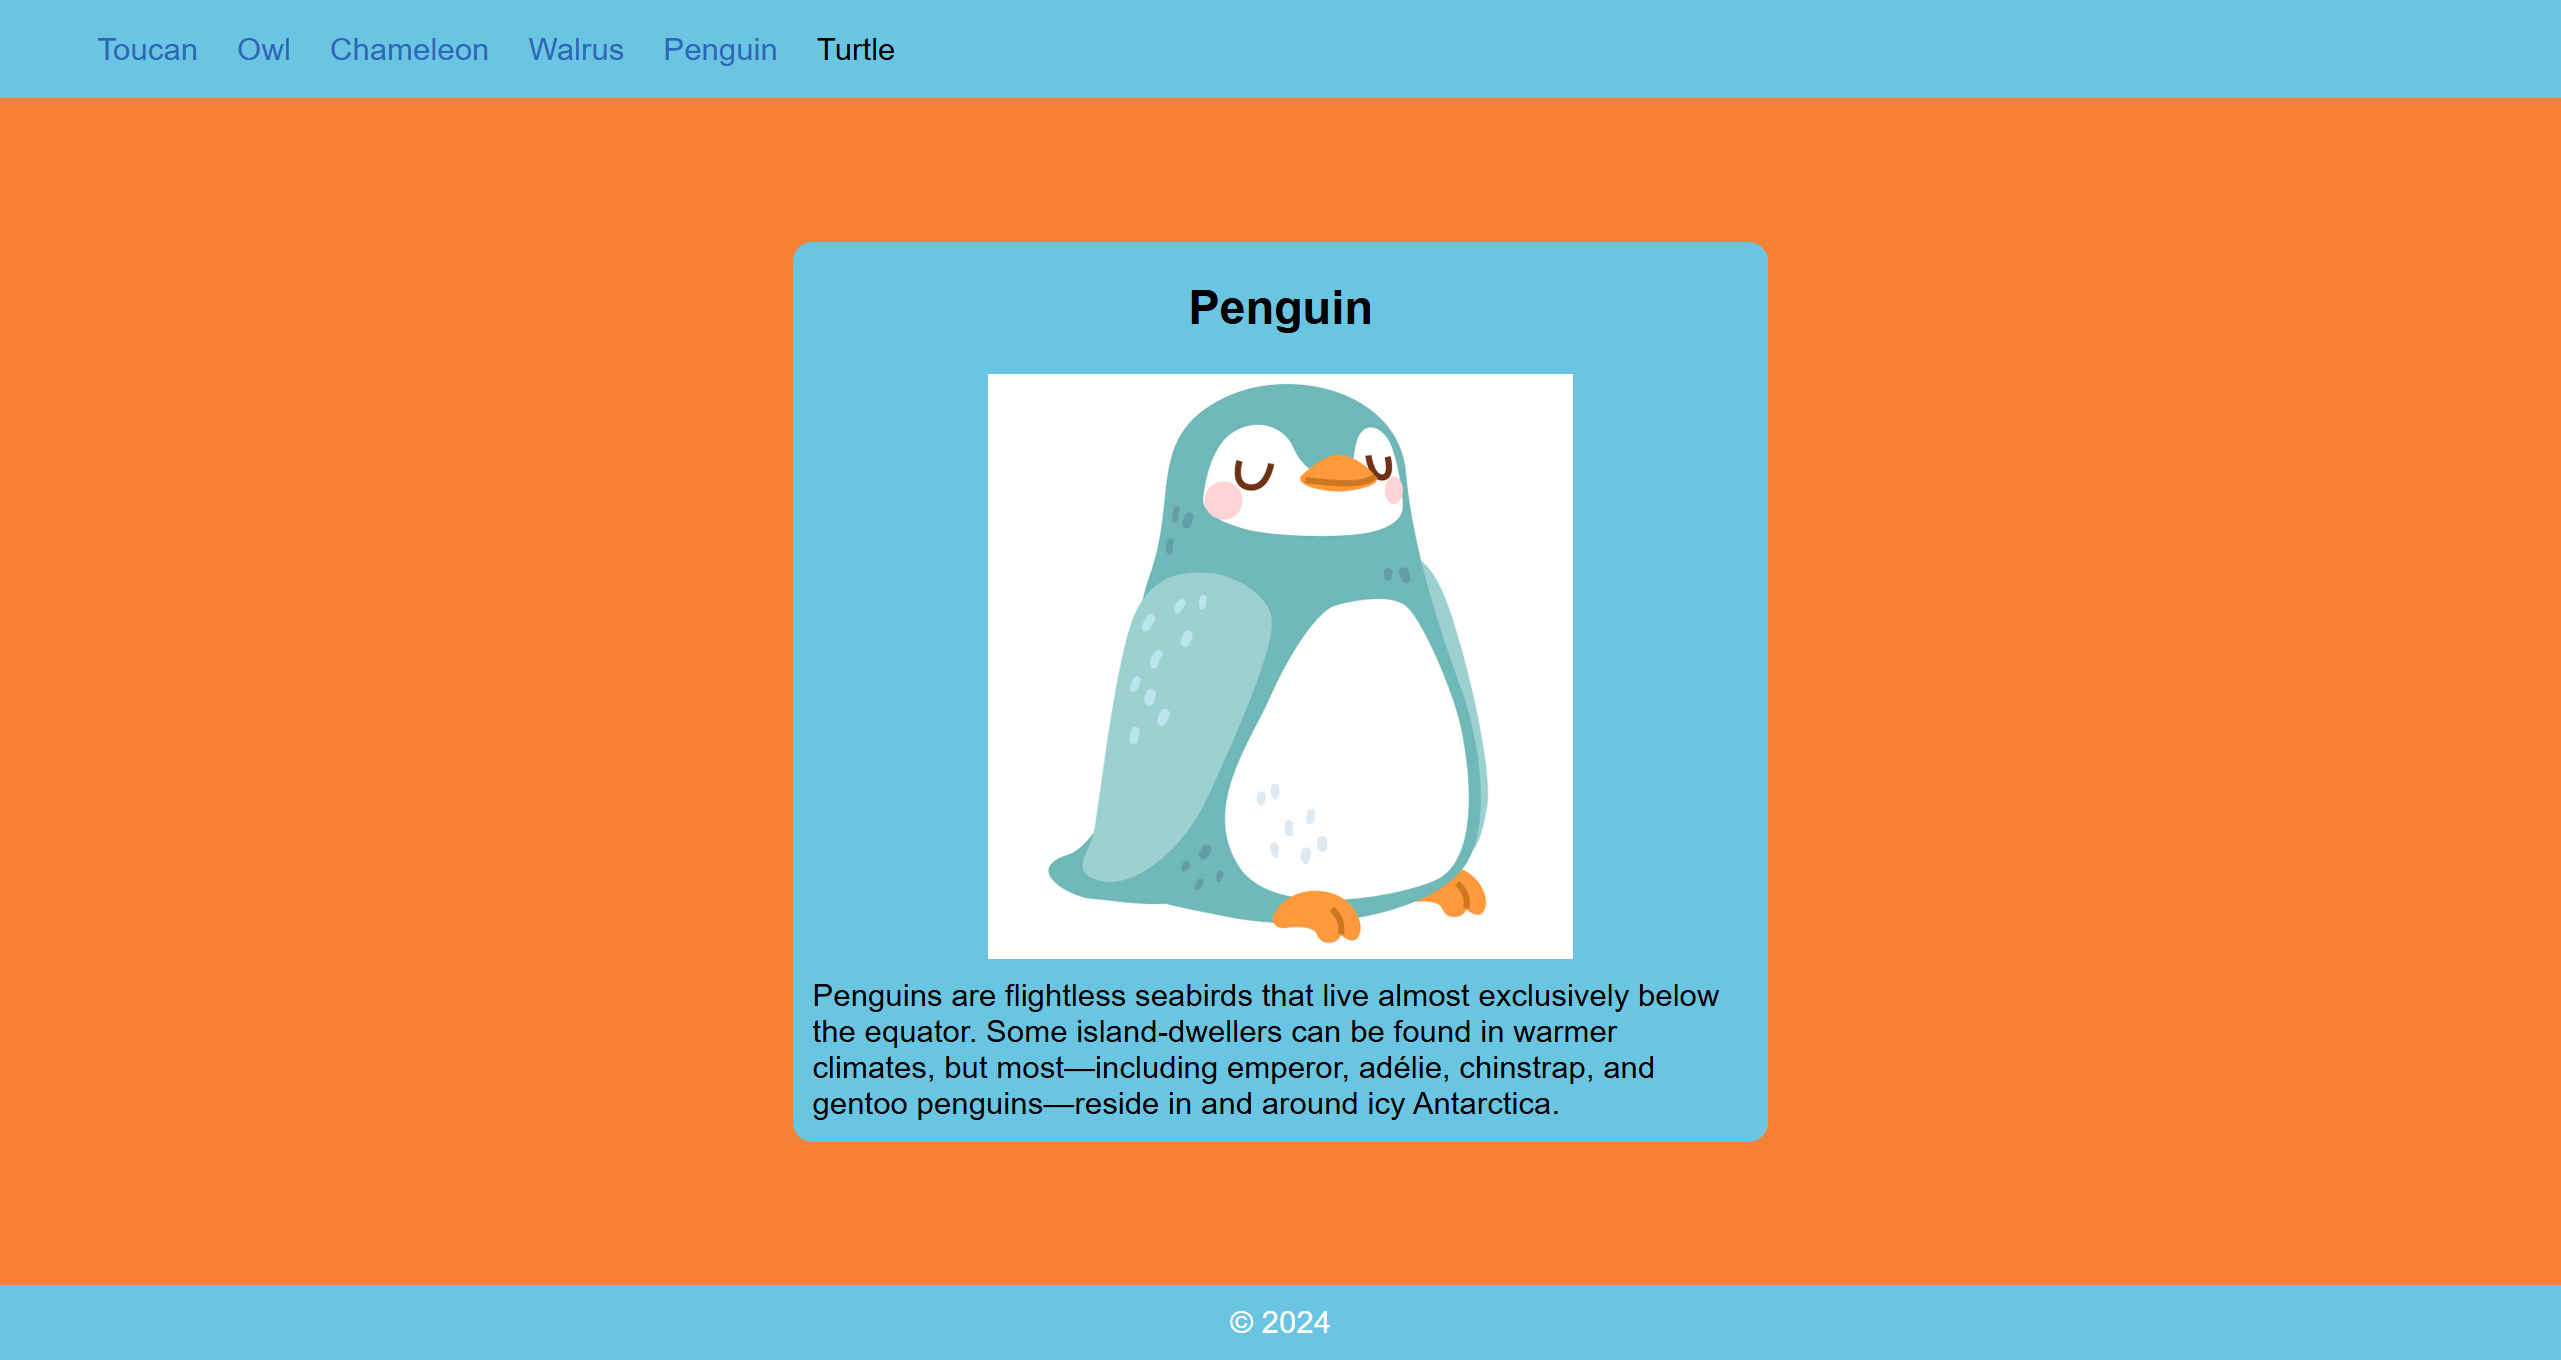 Toucan Owl Chameleon Walrus Penguin Turtle
Penguin
Penguins are flightless seabirds that live almost exclusively below
the equator. Some island-dwellers can be found in warmer
climates, but most—including emperor, adélie, chinstrap, and
gentoo penguins—reside in and around icy Antarctica.
© 2024